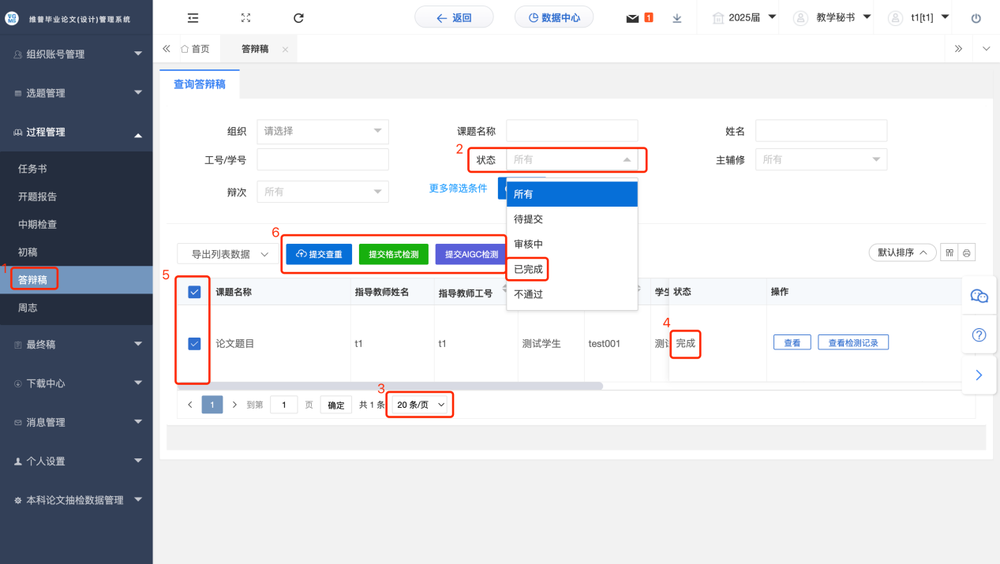 维普毕业论文(设计)管理系统
返回
数据中心
1
2025届
教学秘书
t1[t1]
首页
答辩稿
组织账号管理
选题管理
过程管理
任务书
开题报告
中期检查
初稿
1
答辩稿
周志
最终稿
下载中心
消息管理
个人设置
本科论文抽检数据管理
查询答辩稿
组织
请选择
课题名称
姓名
工号/学号
2
状态
所有
主辅修
所有
辩次
所有
更多筛选条件
所有
待提交
审核中
已完成
不通过
导出列表数据
6
提交查重
提交格式检测
提交AIGC检测
默认排序
5
课题名称
指导教师姓名
指导教师工号
学生
状态
操作
论文题目
t1
t1
测试学生
test001
测试
4
完成
查看
查看检测记录
1
到第
1
页
确定
共 1 条
3
20 条/页